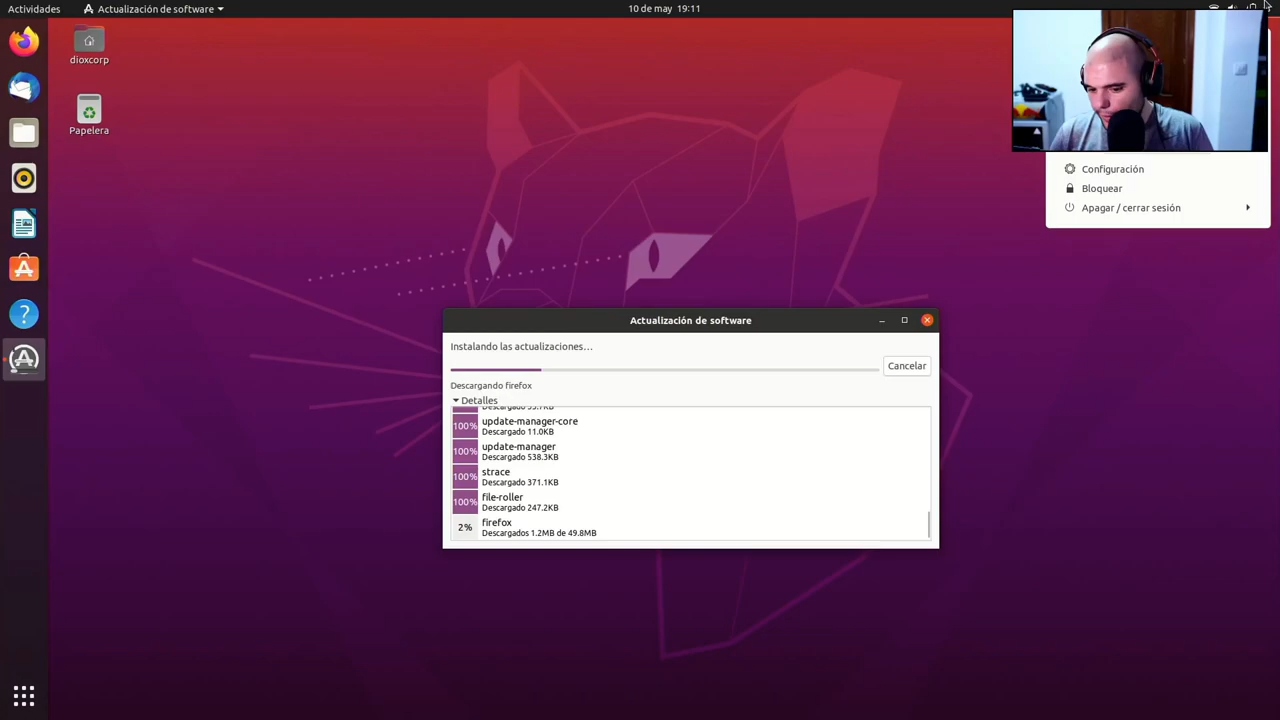 Actividades
Actualización de software
10 de may 19:11
dioxcorp
Papelera
Configuración
Bloquear
Apagar / cerrar sesión
Actualización de software
Instalando las actualizaciones…
Cancelar
Descargando firefox
Detalles
100% update-manager-core
Descargado 11.0KB
100% update-manager
Descargado 538.3KB
100% strace
Descargado 371.1KB
100% file-roller
Descargado 247.2KB
2% firefox
Descargados 1.2MB de 49.8MB